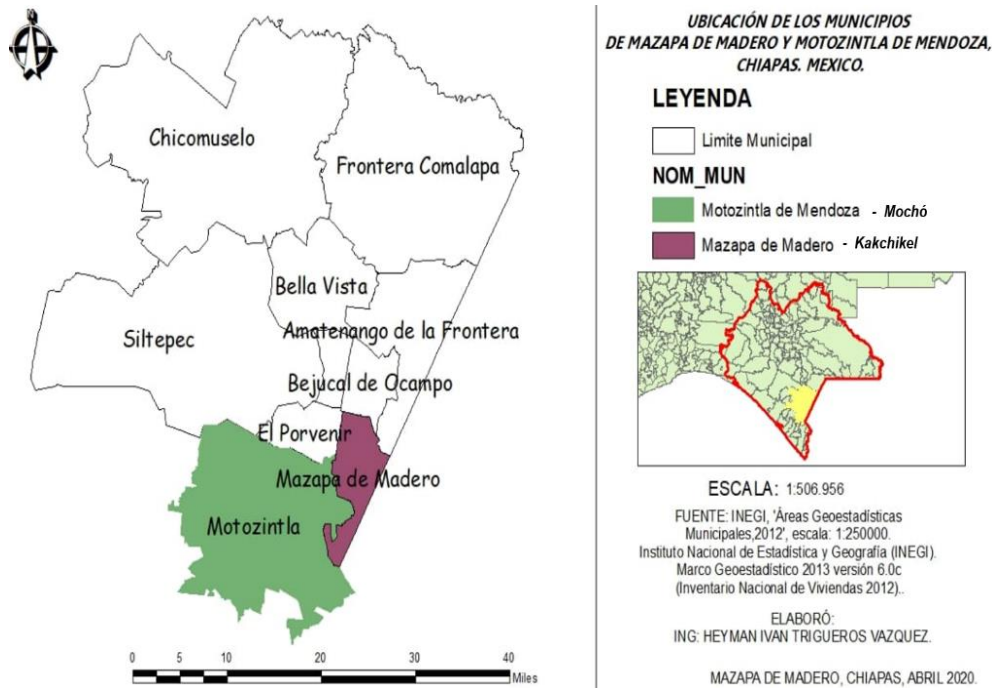 Chicomuselo
Frontera Comalapa
Bella Vista
Siltepec
Amatenango de la Frontera
Bejucal de Ocampo
El Porvenir
Mazapa de Madero
Motozintla
0 5 10 20 30 40
Miles
UBICACIÓN DE LOS MUNICIPIOS
DE MAZAPA DE MADERO Y MOTOZINTLA DE MENDOZA,
CHIAPAS. MEXICO.
LEYENDA
Limite Municipal
NOM_MUN
Motozintla de Mendoza - Mochó
Mazapa de Madero - Kakchikel
ESCALA: 1:506.956
FUENTE: INEGI, 'Áreas Geoestadísticas
Municipales,2012', escala: 1:250000.
Instituto Nacional de Estadística y Geografía (INEGI).
Marco Geoestadístico 2013 versión 6.0c
(Inventario Nacional de Viviendas 2012)..
ELABORÓ:
ING: HEYMAN IVAN TRIGUEROS VAZQUEZ.
MAZAPA DE MADERO, CHIAPAS, ABRIL 2020.